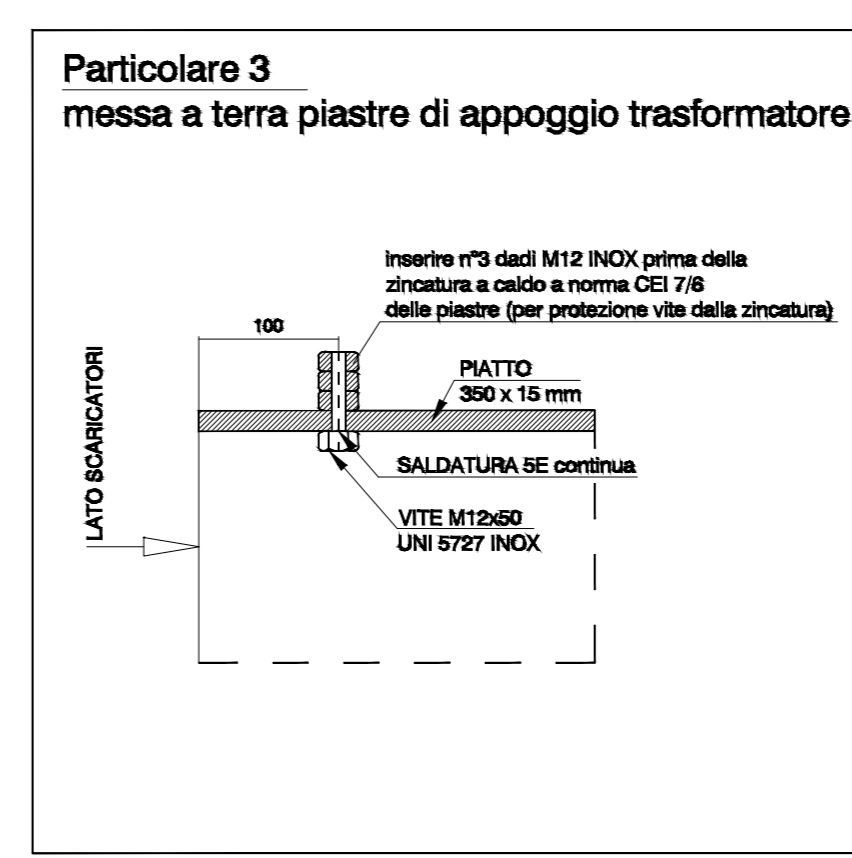 Particolare 3
messa a terra piastre di appoggio trasformatore
inserire n°3 dadi M12 INOX prima della
zincatura a caldo a norma CEI 7/6
delle piastre (per protezione vite dalla zincatura)
100
PIATTO
350 x 15 mm
LATO SCARICATORI
SALDATURA 5E continua
VITE M12x50
UNI 5727 INOX